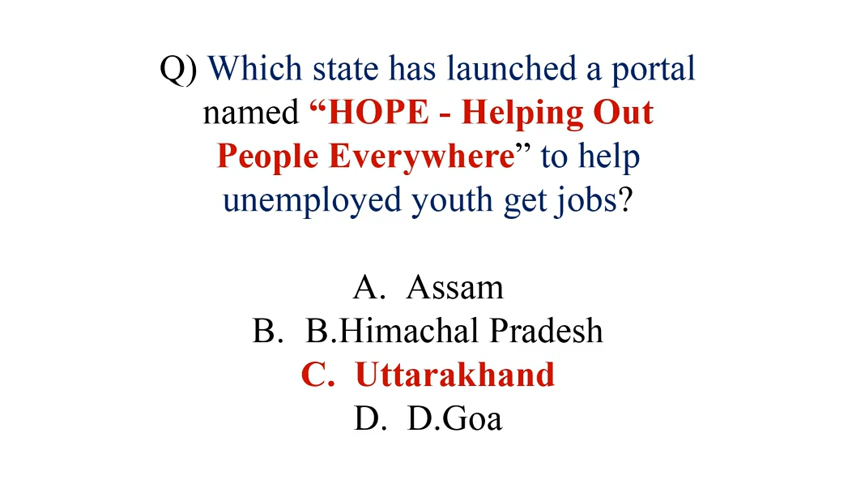 Q) Which state has launched a portal
named “HOPE - Helping Out
People Everywhere” to help
unemployed youth get jobs?
A. Assam
B. B.Himachal Pradesh
C. Uttarakhand
D. D.Goa